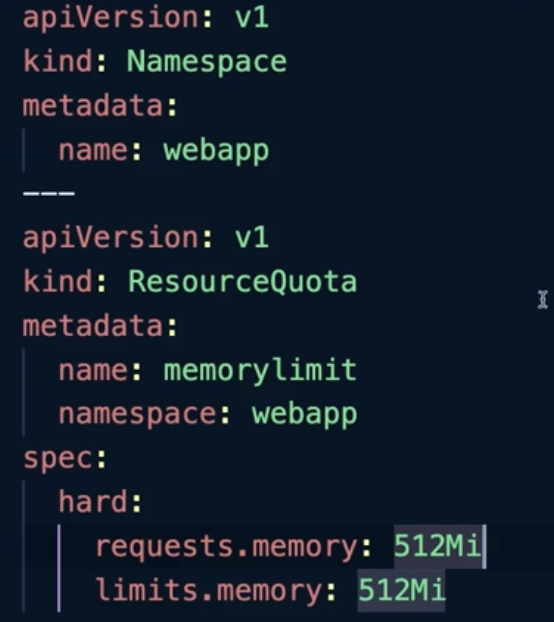 apiVersion: v1
kind: Namespace
metadata:
  name: webapp
---
apiVersion: v1
kind: ResourceQuota
metadata:
  name: memorylimit
  namespace: webapp
spec:
  hard:
    requests.memory: 512Mi
    limits.memory: 512Mi